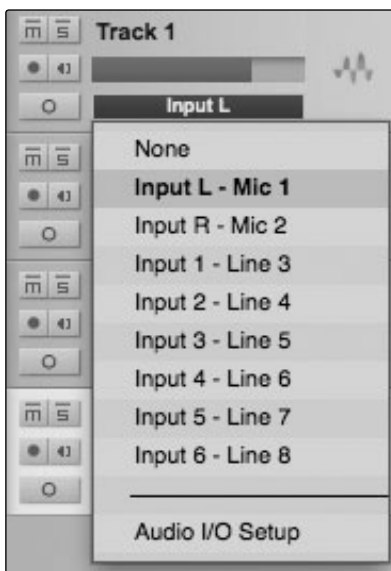 m s Track 1
Input L
None
m s
Input L - Mic 1
Input R - Mic 2
Input 1 - Line 3
m s
Input 2 - Line 4
Input 3 - Line 5
Input 4 - Line 6
m s
Input 5 - Line 7
Input 6 - Line 8
Audio I/O Setup